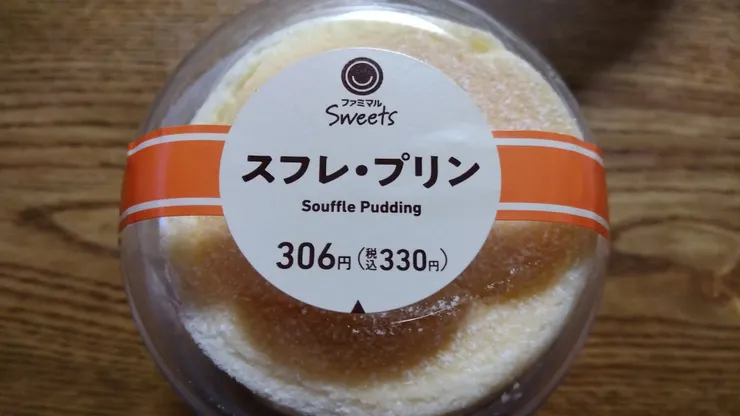 ファミマル
Sweets
スフレ・プリン
Souffle Pudding
306円(税込330円)